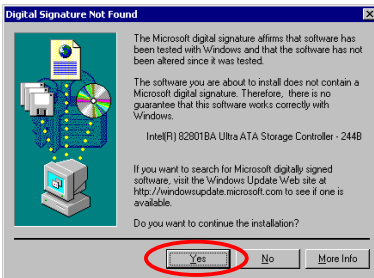 Digital Signature Not Found
The Microsoft digital signature affirms that software has
been tested with Windows and that the software has not
been altered since it was tested.
The software you are about to install does not contain a
Microsoft digital signature. Therefore, there is no
guarantee that this software works correctly with
Windows.
Intel(R) 82801BA Ultra ATA Storage Controller - 244B
If you want to search for Microsoft digitally signed
software, visit the Windows Update Web site at
http://windowsupdate.microsoft.com to see if one is
available.
Do you want to continue the installation?
Yes No More Info